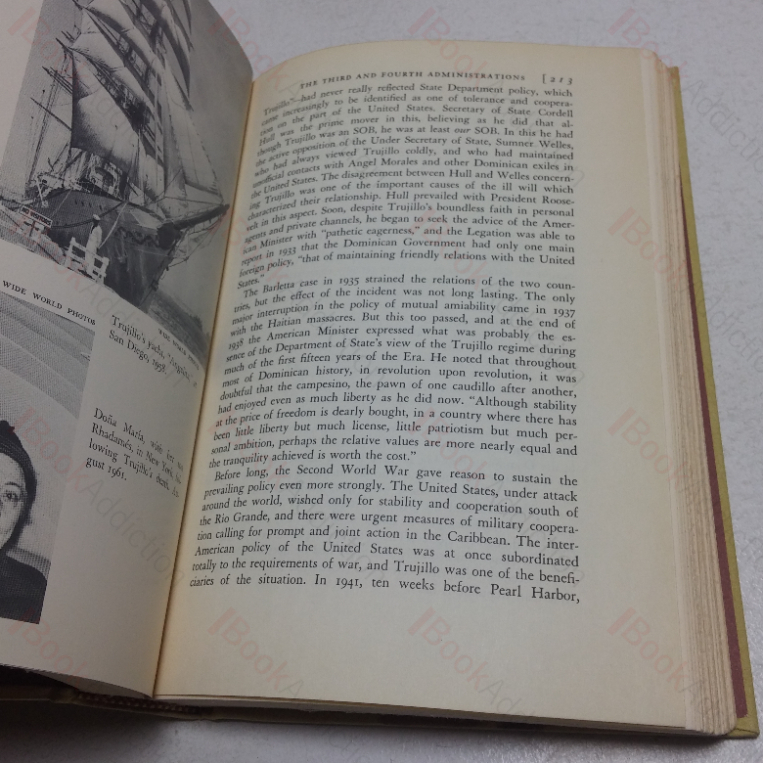 WIDE WORLD PHOTOS
Trujillo's yacht,
San Diego, 1958.
Doña María, with
Rhadamés, in New York,
lowing Trujillo's death, Au-
gust 1961.
THE THIRD AND FOURTH ADMINISTRATIONS [213
Trujillo"—had never really reflected State Department policy, which
came increasingly to be identified as one of tolerance and coopera-
tion on the part of the United States. Secretary of State Cordell
Hull was the prime mover in this, believing as he did that al-
though Trujillo was an SOB, he was at least our SOB. In this he had
the active opposition of the Under Secretary of State, Sumner Welles,
who had always viewed Trujillo coldly, and who had maintained
unofficial contacts with Angel Morales and other Dominican exiles in
the United States. The disagreement between Hull and Welles concern-
ing Trujillo was one of the important causes of the ill will which
characterized their relationship. Hull prevailed with President Roose-
velt in this aspect. Soon, despite Trujillo's boundless faith in personal
agents and private channels, he began to seek the advice of the Amer-
ican Minister with "pathetic eagerness," and the Legation was able to
report in 1933 that the Dominican Government had only one main
foreign policy, "that of maintaining friendly relations with the United
States."
The Barletta case in 1935 strained the relations of the two coun-
tries, but the effect of the incident was not long lasting. The only
major interruption in the policy of mutual amiability came in 1937
with the Haitian massacres. But this too passed, and at the end of
1938 the American Minister expressed what was probably the es-
sence of the Department of State's view of the Trujillo regime during
much of the first fifteen years of the Era. He noted that throughout
most of Dominican history, in revolution upon revolution, it was
doubtful that the campesino, the pawn of one caudillo after another,
had enjoyed even as much liberty as he did now. "Although stability
at the price of freedom is dearly bought, in a country where there has
been little liberty but much license, little patriotism but much per-
sonal ambition, perhaps the relative values are more nearly equal and
the tranquility achieved is worth the cost."
Before long, the Second World War gave reason to sustain the
prevailing policy even more strongly. The United States, under attack
around the world, wished only for stability and cooperation south of
the Rio Grande, and there were urgent measures of military coopera-
tion calling for prompt and joint action in the Caribbean. The inter-
American policy of the United States was at once subordinated
totally to the requirements of war, and Trujillo was one of the benefi-
ciaries of the situation. In 1941, ten weeks before Pearl Harbor,
BookAddiction